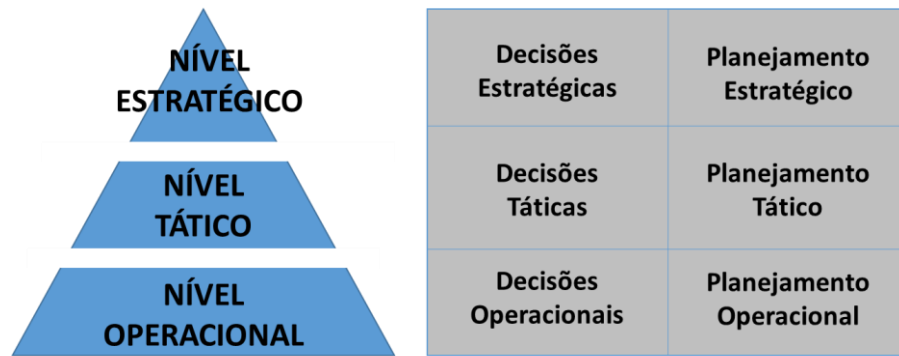 NÍVEL
ESTRATÉGICO
Decisões
Estratégicas
Planejamento
Estratégico
NÍVEL
TÁTICO
Decisões
Táticas
Planejamento
Tático
NÍVEL
OPERACIONAL
Decisões
Operacionais
Planejamento
Operacional